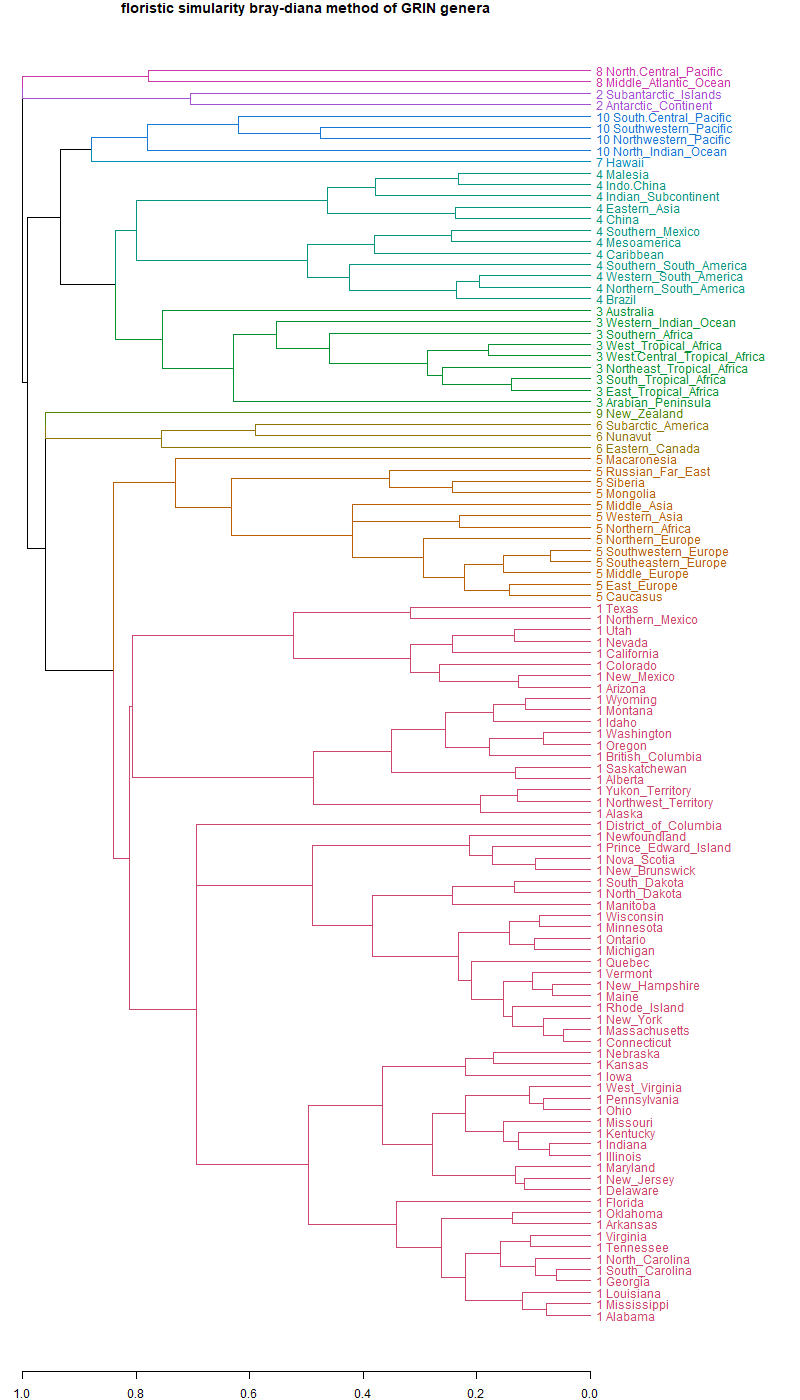 floristic simularity bray-diana method of GRIN genera
8 North.Central_Pacific
8 Middle_Atlantic_Ocean
2 Subantarctic_Islands
2 Antarctic_Continent
10 South.Central_Pacific
10 Southwestern_Pacific
10 Northwestern_Pacific
10 North_Indian_Ocean
7 Hawaii
4 Malesia
4 Indo.China
4 Indian_Subcontinent
4 Eastern_Asia
4 China
4 Southern_Mexico
4 Mesoamerica
4 Caribbean
4 Southern_South_America
4 Western_South_America
4 Northern_South_America
4 Brazil
3 Australia
3 Western_Indian_Ocean
3 Southern_Africa
3 West_Tropical_Africa
3 West.Central_Tropical_Africa
3 Northeast_Tropical_Africa
3 South_Tropical_Africa
3 East_Tropical_Africa
3 Arabian_Peninsula
9 New_Zealand
6 Subarctic_America
6 Nunavut
6 Eastern_Canada
5 Macaronesia
5 Russian_Far_East
5 Siberia
5 Mongolia
5 Middle_Asia
5 Western_Asia
5 Northern_Africa
5 Northern_Europe
5 Southwestern_Europe
5 Southeastern_Europe
5 Middle_Europe
5 East_Europe
5 Caucasus
1 Texas
1 Northern_Mexico
1 Utah
1 Nevada
1 California
1 Colorado
1 New_Mexico
1 Arizona
1 Wyoming
1 Montana
1 Idaho
1 Washington
1 Oregon
1 British_Columbia
1 Saskatchewan
1 Alberta
1 Yukon_Territory
1 Northwest_Territory
1 Alaska
1 District_of_Columbia
1 Newfoundland
1 Prince_Edward_Island
1 Nova_Scotia
1 New_Brunswick
1 South_Dakota
1 North_Dakota
1 Manitoba
1 Wisconsin
1 Minnesota
1 Ontario
1 Michigan
1 Quebec
1 Vermont
1 New_Hampshire
1 Maine
1 Rhode_Island
1 New_York
1 Massachusetts
1 Connecticut
1 Nebraska
1 Kansas
1 Iowa
1 West_Virginia
1 Pennsylvania
1 Ohio
1 Missouri
1 Kentucky
1 Indiana
1 Illinois
1 Maryland
1 New_Jersey
1 Delaware
1 Florida
1 Oklahoma
1 Arkansas
1 Virginia
1 Tennessee
1 North_Carolina
1 South_Carolina
1 Georgia
1 Louisiana
1 Mississippi
1 Alabama
1.0 0.8 0.6 0.4 0.2 0.0